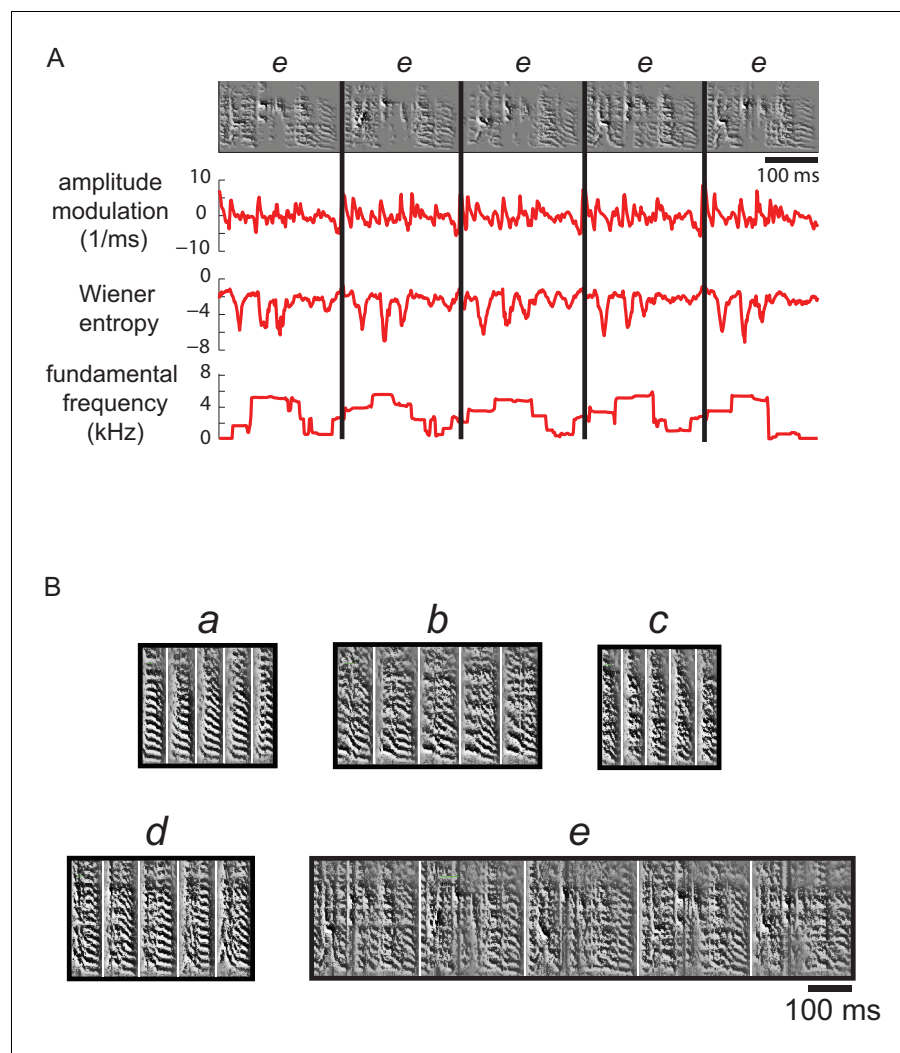 A
e e e e e
100 ms
amplitude
modulation
(1/ms)
10
0
−10
Wiener
entropy
0
−4
−8
fundamental
frequency
(kHz)
8
4
0
B
a b c
d e
100 ms